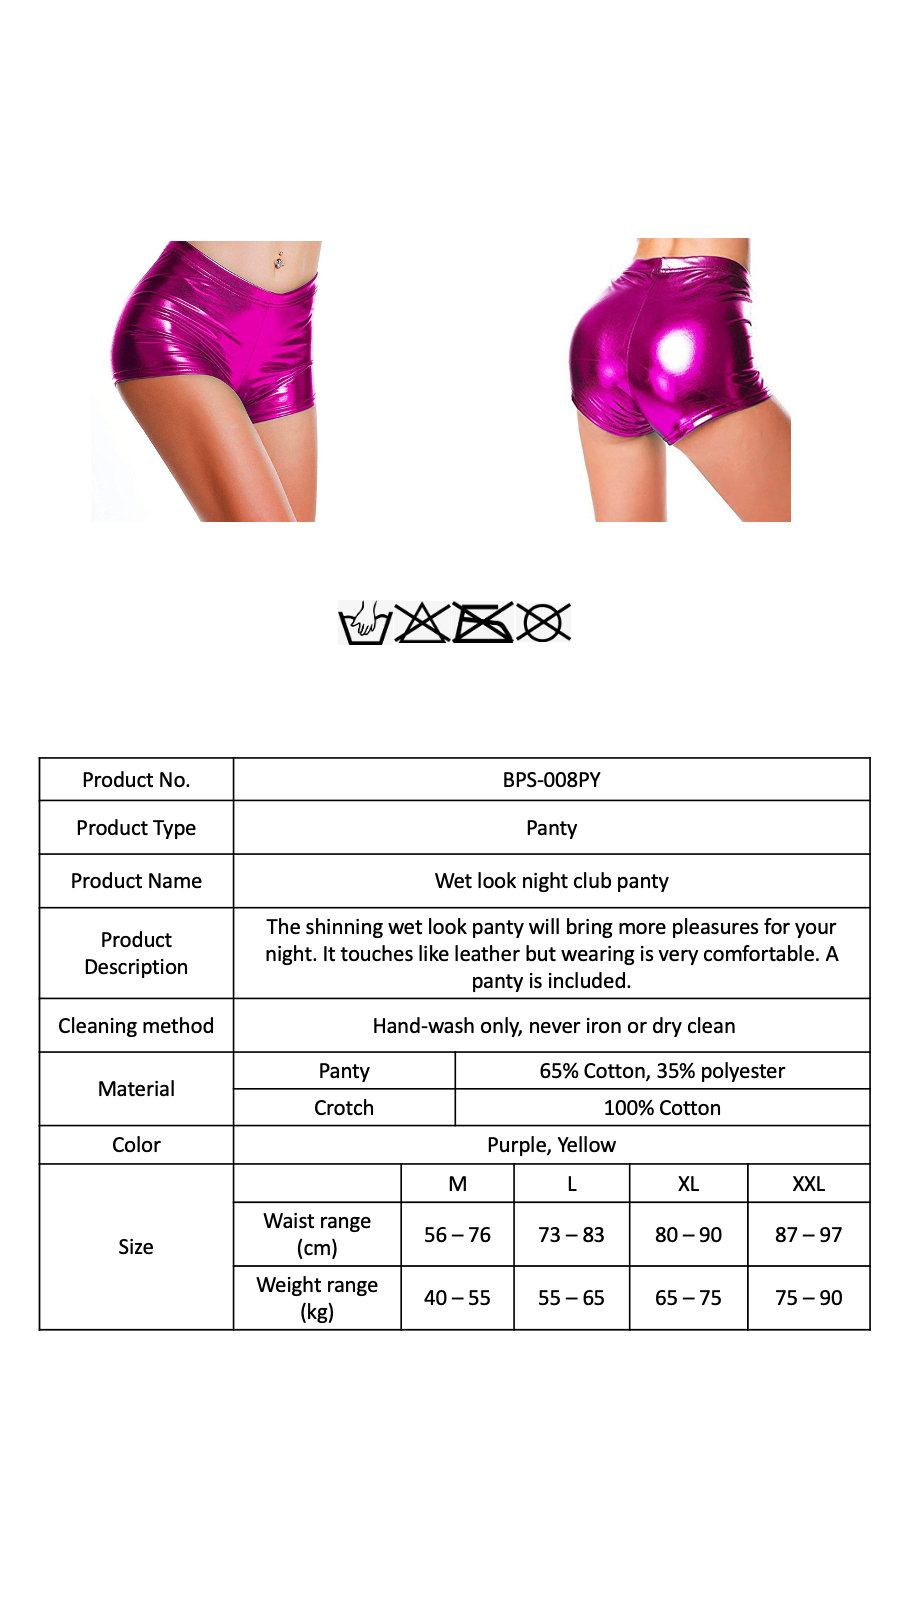 Product No.
BPS-008PY
Product Type
Panty
Product Name
Wet look night club panty
Product
Description
The shinning wet look panty will bring more pleasures for your
night. It touches like leather but wearing is very comfortable. A
panty is included.
Cleaning method
Hand-wash only, never iron or dry clean
Material
Panty
65% Cotton, 35% polyester
Crotch
100% Cotton
Color
Purple, Yellow
Size
M
L
XL
XXL
Waist range
(cm)
56 – 76
73 – 83
80 – 90
87 – 97
Weight range
(kg)
40 – 55
55 – 65
65 – 75
75 – 90